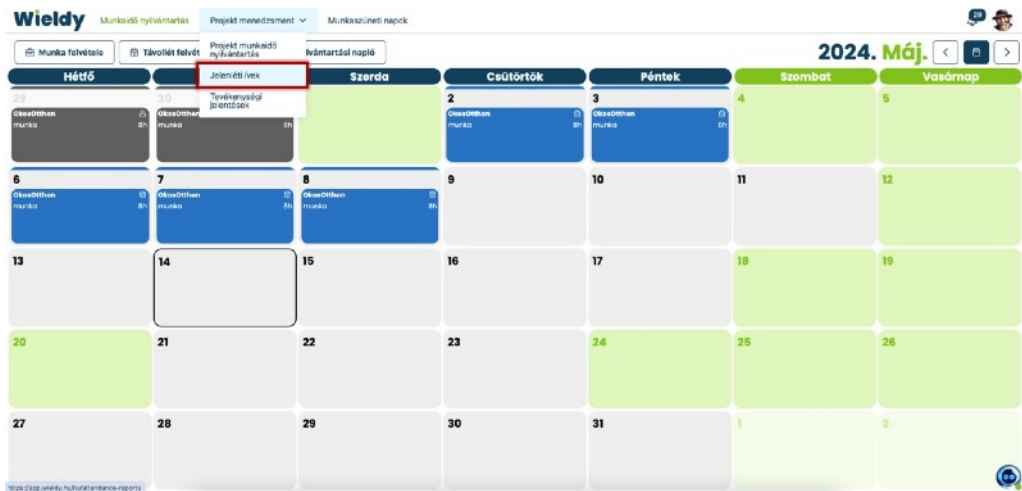 Wieldy Munkaidő nyilvántartás Projekt menedzsment Munkaszüneti napok 29
Munka felvétele Távollét felvét Projekt munkaidő nyilvántartás lvántartási napló 2024. Máj.
Hétfő Jelenléti ívek Szerda Csütörtök Péntek Szombat Vasárnap
Tevékenységi jelentések
29 30 2 3 4 5
OkosOtthon OkosOtthon OkosOtthon
munka 8h munka 8h munka 8h munka 8h
6 7 8 9 10 11 12
OkosOtthon OkosOtthon OkosOtthon
munka 8h munka 8h munka 8h
13 14 15 16 17 18 19
20 21 22 23 24 25 26
27 28 29 30 31 1 2
https://app.wieldy.hu/hu/attendance-reports